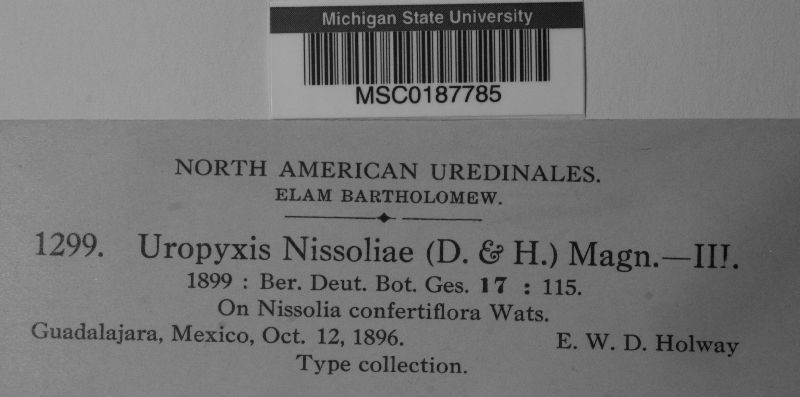 Michigan State University
MSC0187785
NORTH AMERICAN UREDINALES.
ELAM BARTHOLOMEW.
1299. Uropyxis Nissoliae (D. & H.) Magn.—III.
1899 : Ber. Deut. Bot. Ges. 17 : 115.
On Nissolia confertiflora Wats.
Guadalajara, Mexico, Oct. 12, 1896. E. W. D. Holway
Type collection.